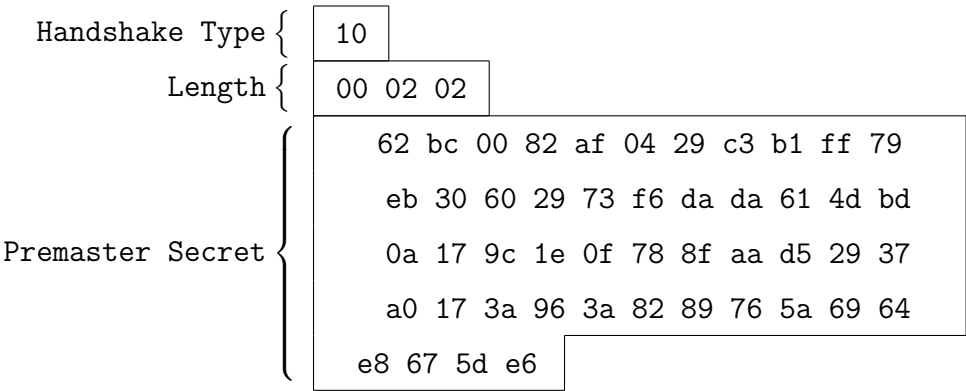 Handshake Type { 10
Length { 00 02 02
62 bc 00 82 af 04 29 c3 b1 ff 79
eb 30 60 29 73 f6 da da 61 4d bd
Premaster Secret { 0a 17 9c 1e 0f 78 8f aa d5 29 37
a0 17 3a 96 3a 82 89 76 5a 69 64
e8 67 5d e6